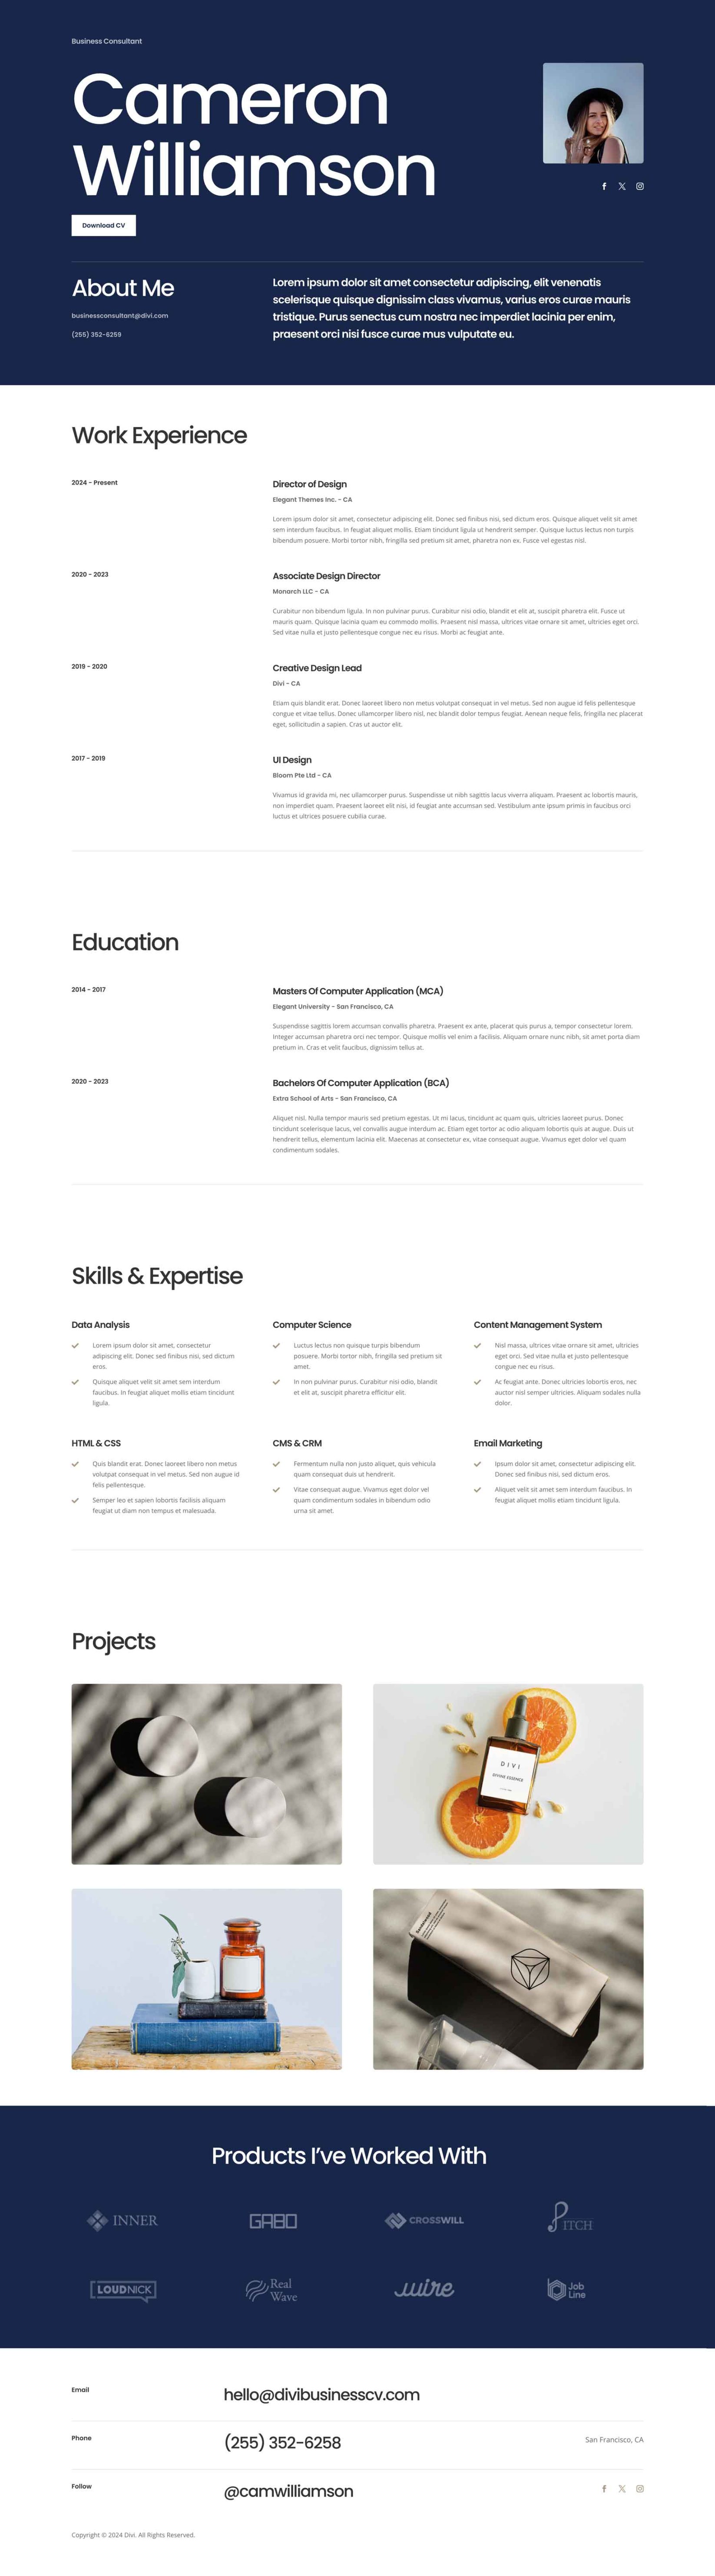 Business Consultant
Cameron
Williamson
Download CV
About Me
businessconsultant@divi.com
(255) 352-6259
Lorem ipsum dolor sit amet consectetur adipiscing, elit venenatis
scelerisque quisque dignissim class vivamus, varius eros curae mauris
tristique. Purus senectus cum nostra nec imperdiet lacinia per enim,
praesent orci nisi fusce curae mus vulputate eu.
Work Experience
2024 - Present
Director of Design
Elegant Themes Inc. - CA
Lorem ipsum dolor sit amet, consectetur adipiscing elit. Donec sed finibus nisi, sed dictum eros. Quisque aliquet velit sit amet
sem interdum faucibus. In feugiat aliquet mollis. Etiam tincidunt ligula ut hendrerit semper. Quisque luctus lectus non turpis
bibendum posuere. Morbi tortor nibh, fringilla sed pretium sit amet, pharetra non ex. Fusce vel egestas nisl.
2020 - 2023
Associate Design Director
Monarch LLC - CA
Curabitur non bibendum ligula. In non pulvinar purus. Curabitur nisi odio, blandit et elit at, suscipit pharetra elit. Fusce ut
mauris quam. Quisque lacinia quam eu commodo mollis. Praesent nisl massa, ultrices vitae ornare sit amet, ultricies eget orci.
Sed vitae nulla et justo pellentesque congue nec eu risus. Morbi ac feugiat ante.
2019 - 2020
Creative Design Lead
Divi - CA
Etiam quis blandit erat. Donec laoreet libero non metus volutpat consequat in vel metus. Sed non augue id felis pellentesque
congue et vitae tellus. Donec ullamcorper libero nisl, nec blandit dolor tempus feugiat. Aenean neque felis, fringilla nec placerat
eget, sollicitudin a sapien. Cras ut auctor elit.
2017 - 2019
UI Design
Bloom Pte Ltd - CA
Vivamus id gravida mi, nec ullamcorper purus. Suspendisse ut nibh sagittis lacus viverra aliquam. Praesent ac lobortis mauris,
non imperdiet quam. Praesent laoreet elit nisi, id feugiat ante accumsan sed. Vestibulum ante ipsum primis in faucibus orci
luctus et ultrices posuere cubilia curae.
Education
2014 - 2017
Masters Of Computer Application (MCA)
Elegant University - San Francisco, CA
Suspendisse sagittis lorem accumsan convallis pharetra. Praesent ex ante, placerat quis purus a, tempor consectetur lorem.
Integer accumsan pharetra orci nec tempor. Quisque mollis vel enim a facilisis. Aliquam ornare nunc nibh, sit amet porta diam
pretium in. Cras et velit faucibus, dignissim tellus at.
2020 - 2023
Bachelors Of Computer Application (BCA)
Extra School of Arts - San Francisco, CA
Aliquet nisl. Nulla tempor mauris sed pretium egestas. Ut mi lacus, tincidunt ac quam quis, ultricies laoreet purus. Donec
tincidunt scelerisque lacus, vel convallis augue interdum ac. Etiam eget tortor ac odio aliquam lobortis quis at augue. Duis ut
hendrerit tellus, elementum lacinia elit. Maecenas at consectetur ex, vitae consequat augue. Vivamus eget dolor vel quam
condimentum sodales.
Skills & Expertise
Data Analysis
Lorem ipsum dolor sit amet, consectetur
adipiscing elit. Donec sed finibus nisi, sed dictum
eros.
Quisque aliquet velit sit amet sem interdum
faucibus. In feugiat aliquet mollis etiam tincidunt
ligula.
Computer Science
Luctus lectus non quisque turpis bibendum
posuere. Morbi tortor nibh, fringilla sed pretium sit
amet.
In non pulvinar purus. Curabitur nisi odio, blandit
et elit at, suscipit pharetra efficitur elit.
Content Management System
Nisl massa, ultrices vitae ornare sit amet, ultricies
eget orci. Sed vitae nulla et justo pellentesque
congue nec eu risus.
Ac feugiat ante. Donec ultricies lobortis eros, nec
auctor nisl semper ultricies. Aliquam sodales nulla
dolor.
HTML & CSS
Quis blandit erat. Donec laoreet libero non metus
volutpat consequat in vel metus. Sed non augue id
felis pellentesque.
Semper leo et sapien lobortis facilisis aliquam
feugiat ut diam non tempus et malesuada.
CMS & CRM
Fermentum nulla non justo aliquet, quis vehicula
quam consequat duis ut hendrerit.
Vitae consequat augue. Vivamus eget dolor vel
quam condimentum sodales in bibendum odio
urna sit amet.
Email Marketing
Ipsum dolor sit amet, consectetur adipiscing elit.
Donec sed finibus nisi, sed dictum eros.
Aliquet velit sit amet sem interdum faucibus. In
feugiat aliquet mollis etiam tincidunt ligula.
Projects
DIVI
Products I've Worked With
INNER
GABO
CROSSWILL
PITCH
LOUDNICK
Real
Wave
wire
Job
Line
Email
hello@divibusinesscv.com
Phone
(255) 352-6258
San Francisco, CA
Follow
@camwilliamson
Copyright © 2024 Divi. All Rights Reserved.